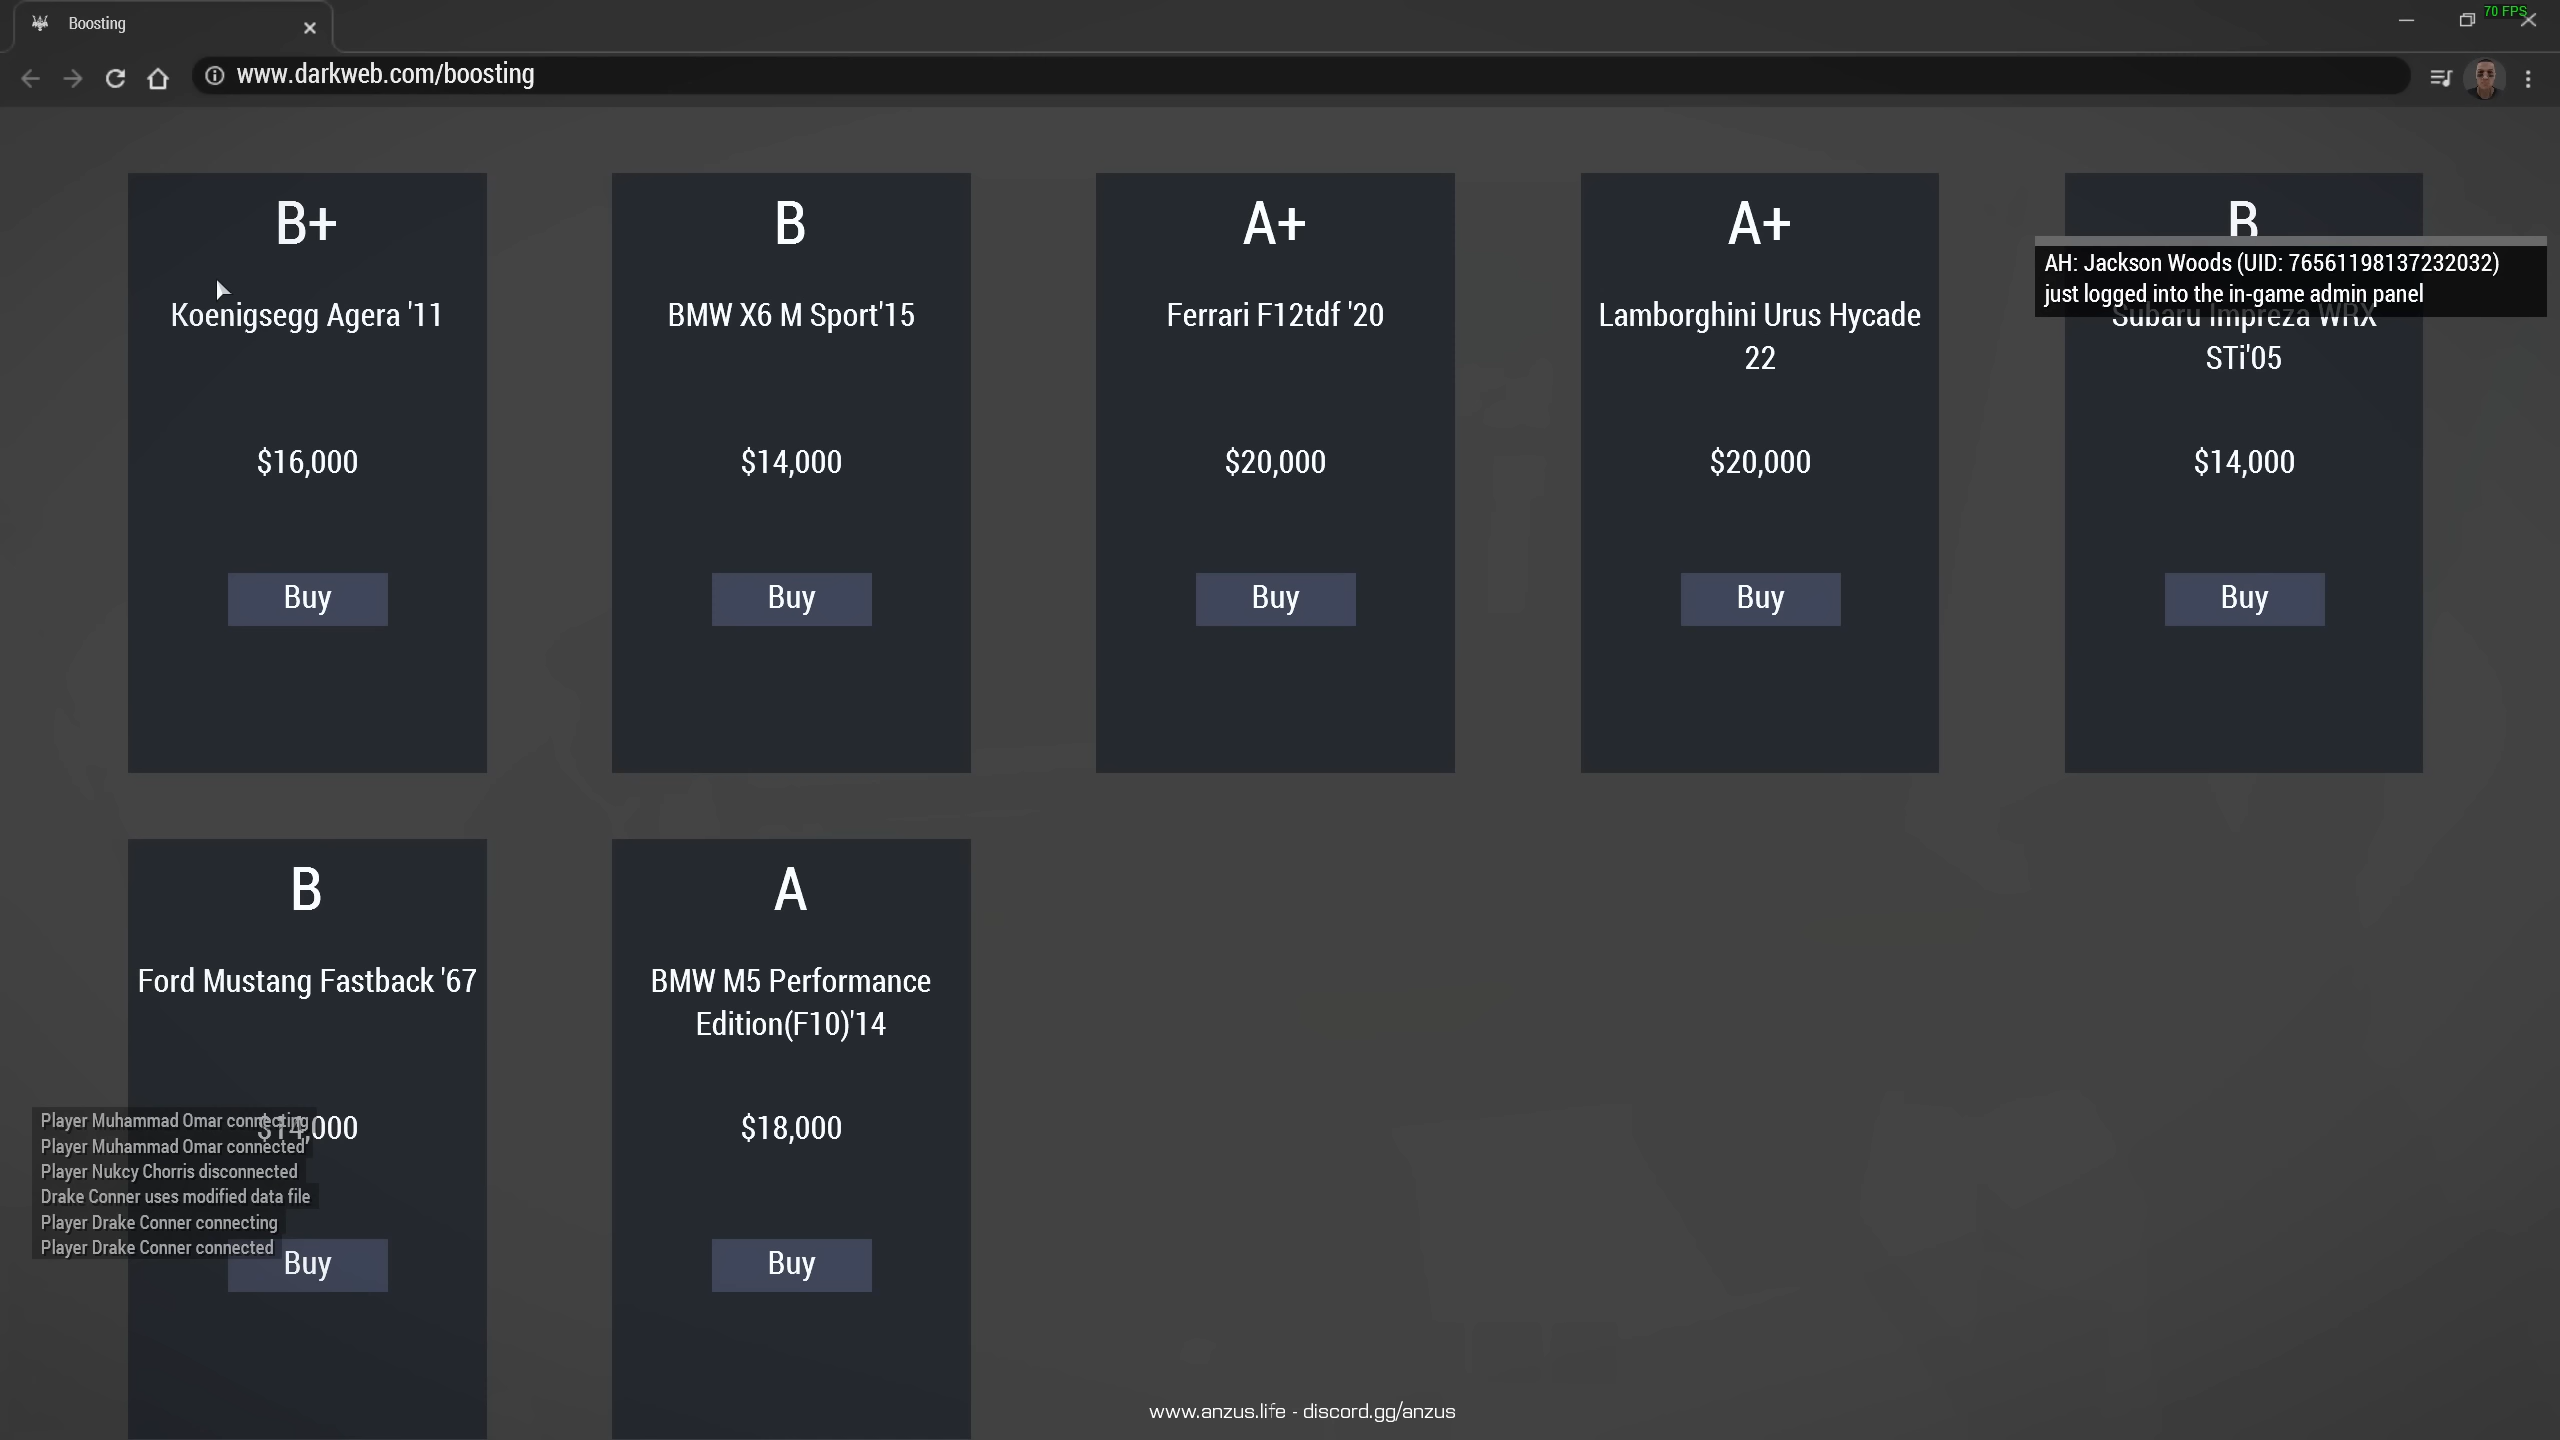 Boosting
70 FPS
www.darkweb.com/boosting
B+
Koenigsegg Agera '11
$16,000
Buy
B
BMW X6 M Sport'15
$14,000
Buy
A+
Ferrari F12tdf '20
$20,000
Buy
A+
Lamborghini Urus Hycade
22
$20,000
Buy
B
AH: Jackson Woods (UID: 76561198137232032)
just logged into the in-game admin panel
Subaru Impreza WRX
STi'05
$14,000
Buy
B
Ford Mustang Fastback '67
$14,000
Buy
A
BMW M5 Performance
Edition(F10)'14
$18,000
Buy
Player Muhammad Omar connecting
Player Muhammad Omar connected
Player Nukcy Chorris disconnected
Drake Conner uses modified data file
Player Drake Conner connecting
Player Drake Conner connected
www.anzus.life - discord.gg/anzus